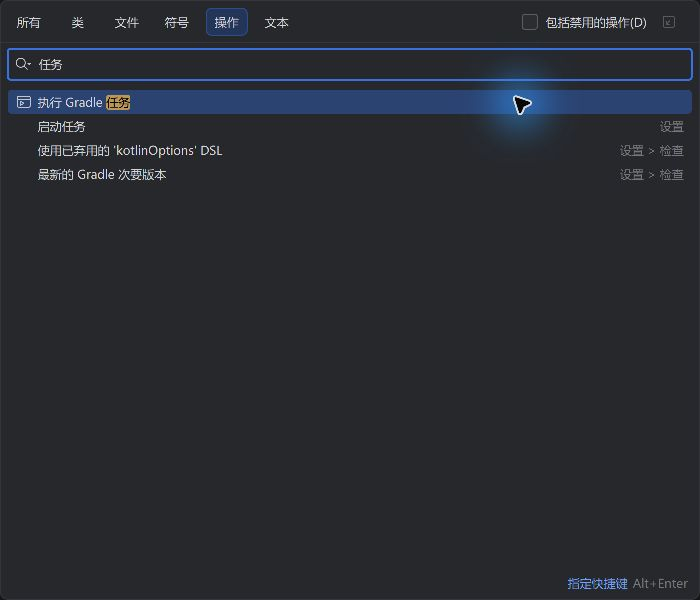 所有 类 文件 符号 操作 文本 包括禁用的操作(D)
任务
执行 Gradle 任务
启动任务 设置
使用已弃用的 'kotlinOptions' DSL 设置 > 检查
最新的 Gradle 次要版本 设置 > 检查
指定快捷键 Alt+Enter